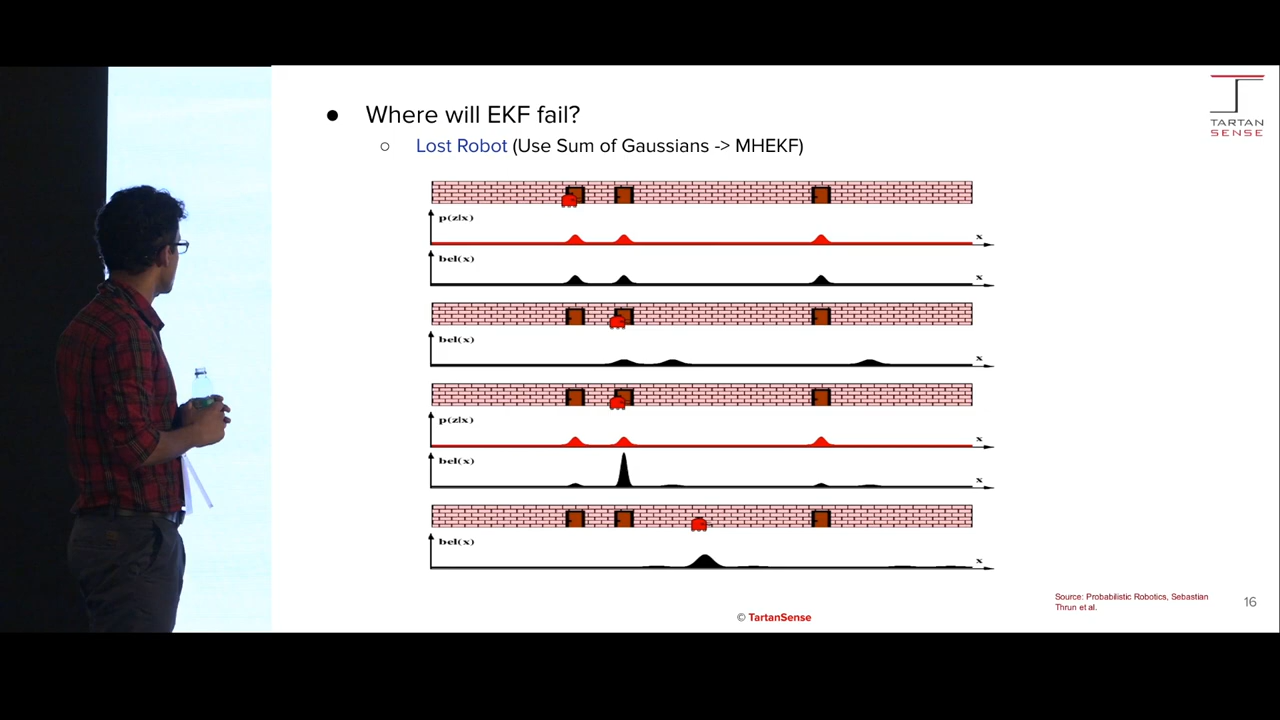 ● Where will EKF fail?
○ Lost Robot (Use Sum of Gaussians -> MHEKF)
TARTAN
SENSE
p(z|x)
x
bel(x)
x
bel(x)
x
p(z|x)
x
bel(x)
x
bel(x)
x
Source: Probabilistic Robotics, Sebastian
Thrun et al.
16
© TartanSense